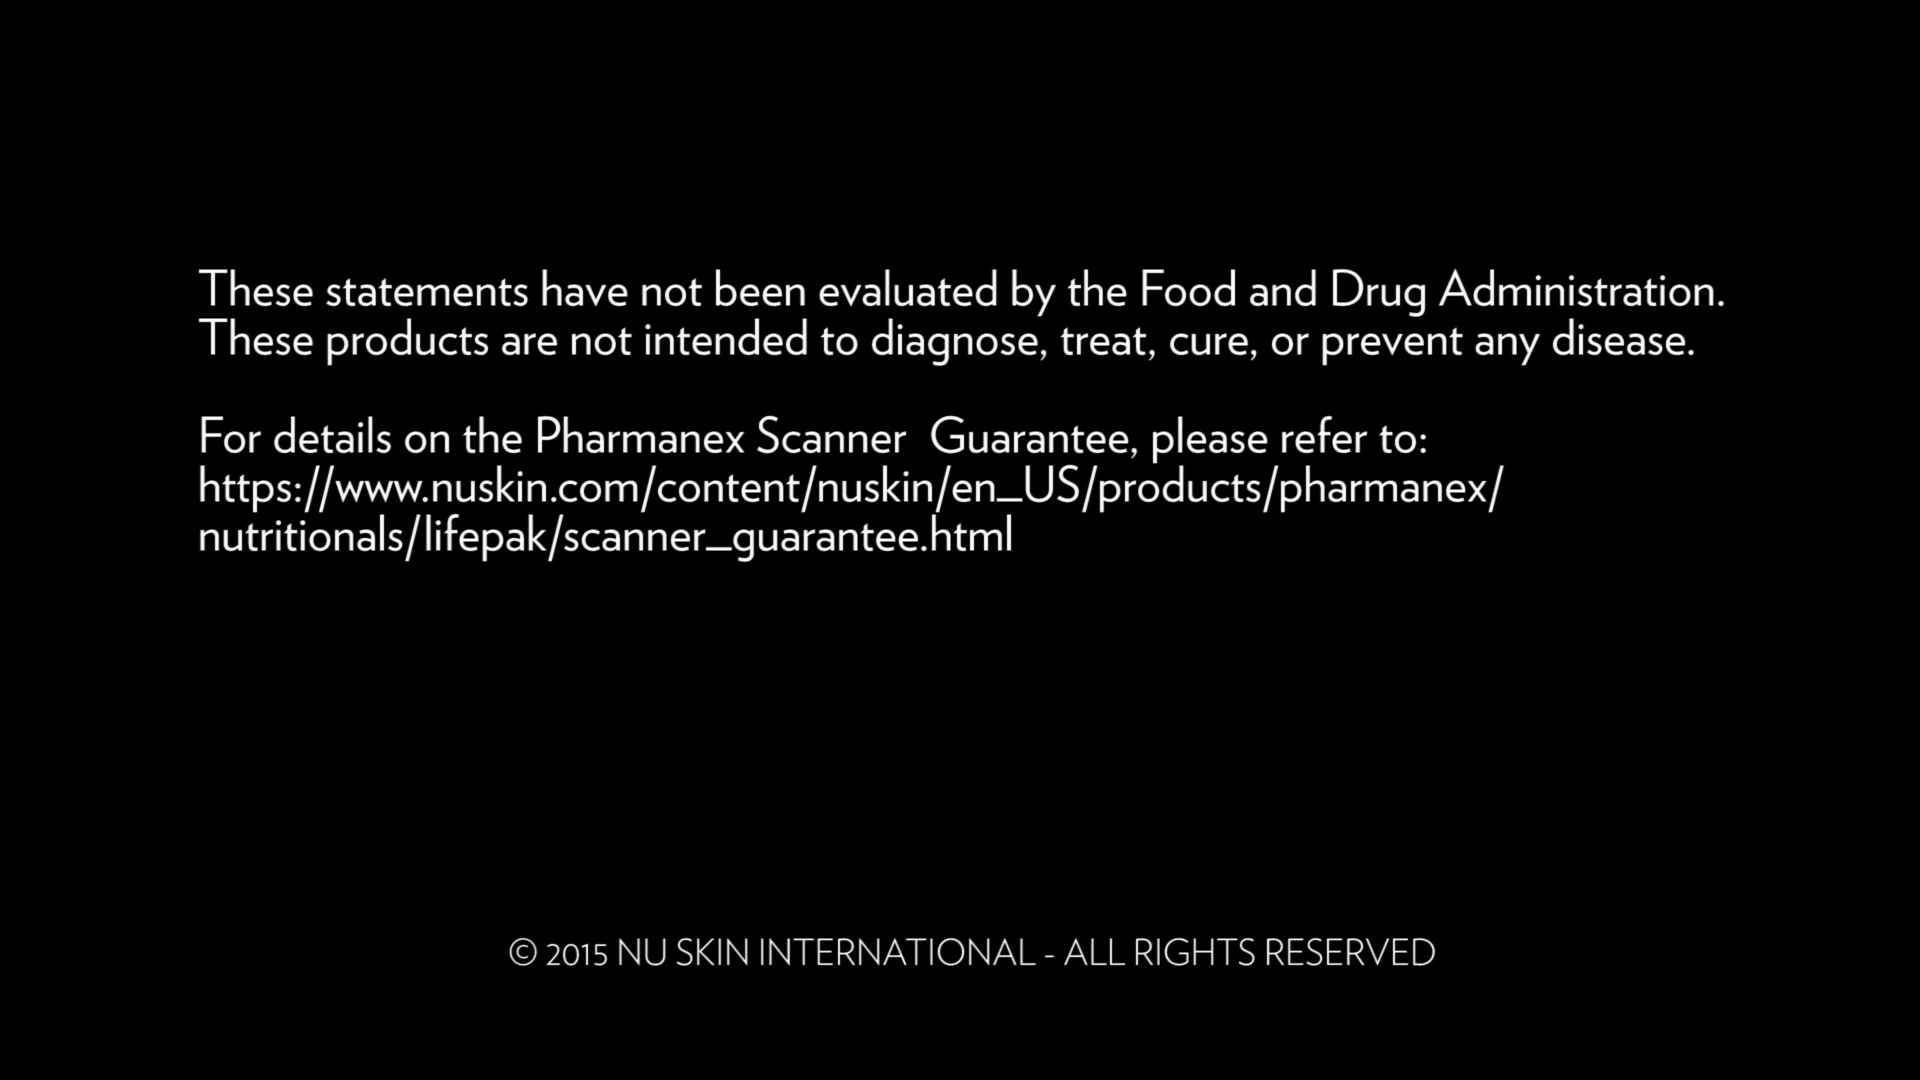 These statements have not been evaluated by the Food and Drug Administration.
These products are not intended to diagnose, treat, cure, or prevent any disease.
For details on the Pharmanex Scanner  Guarantee, please refer to:
https://www.nuskin.com/content/nuskin/en_US/products/pharmanex/
nutritionals/lifepak/scanner_guarantee.html
© 2015 NU SKIN INTERNATIONAL - ALL RIGHTS RESERVED